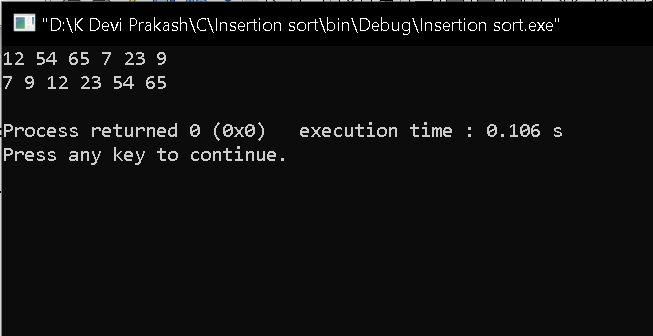 "D:\K Devi Prakash\C\Insertion sort\bin\Debug\Insertion sort.exe"
12 54 65 7 23 9
7 9 12 23 54 65
Process returned 0 (0x0)   execution time : 0.106 s
Press any key to continue.